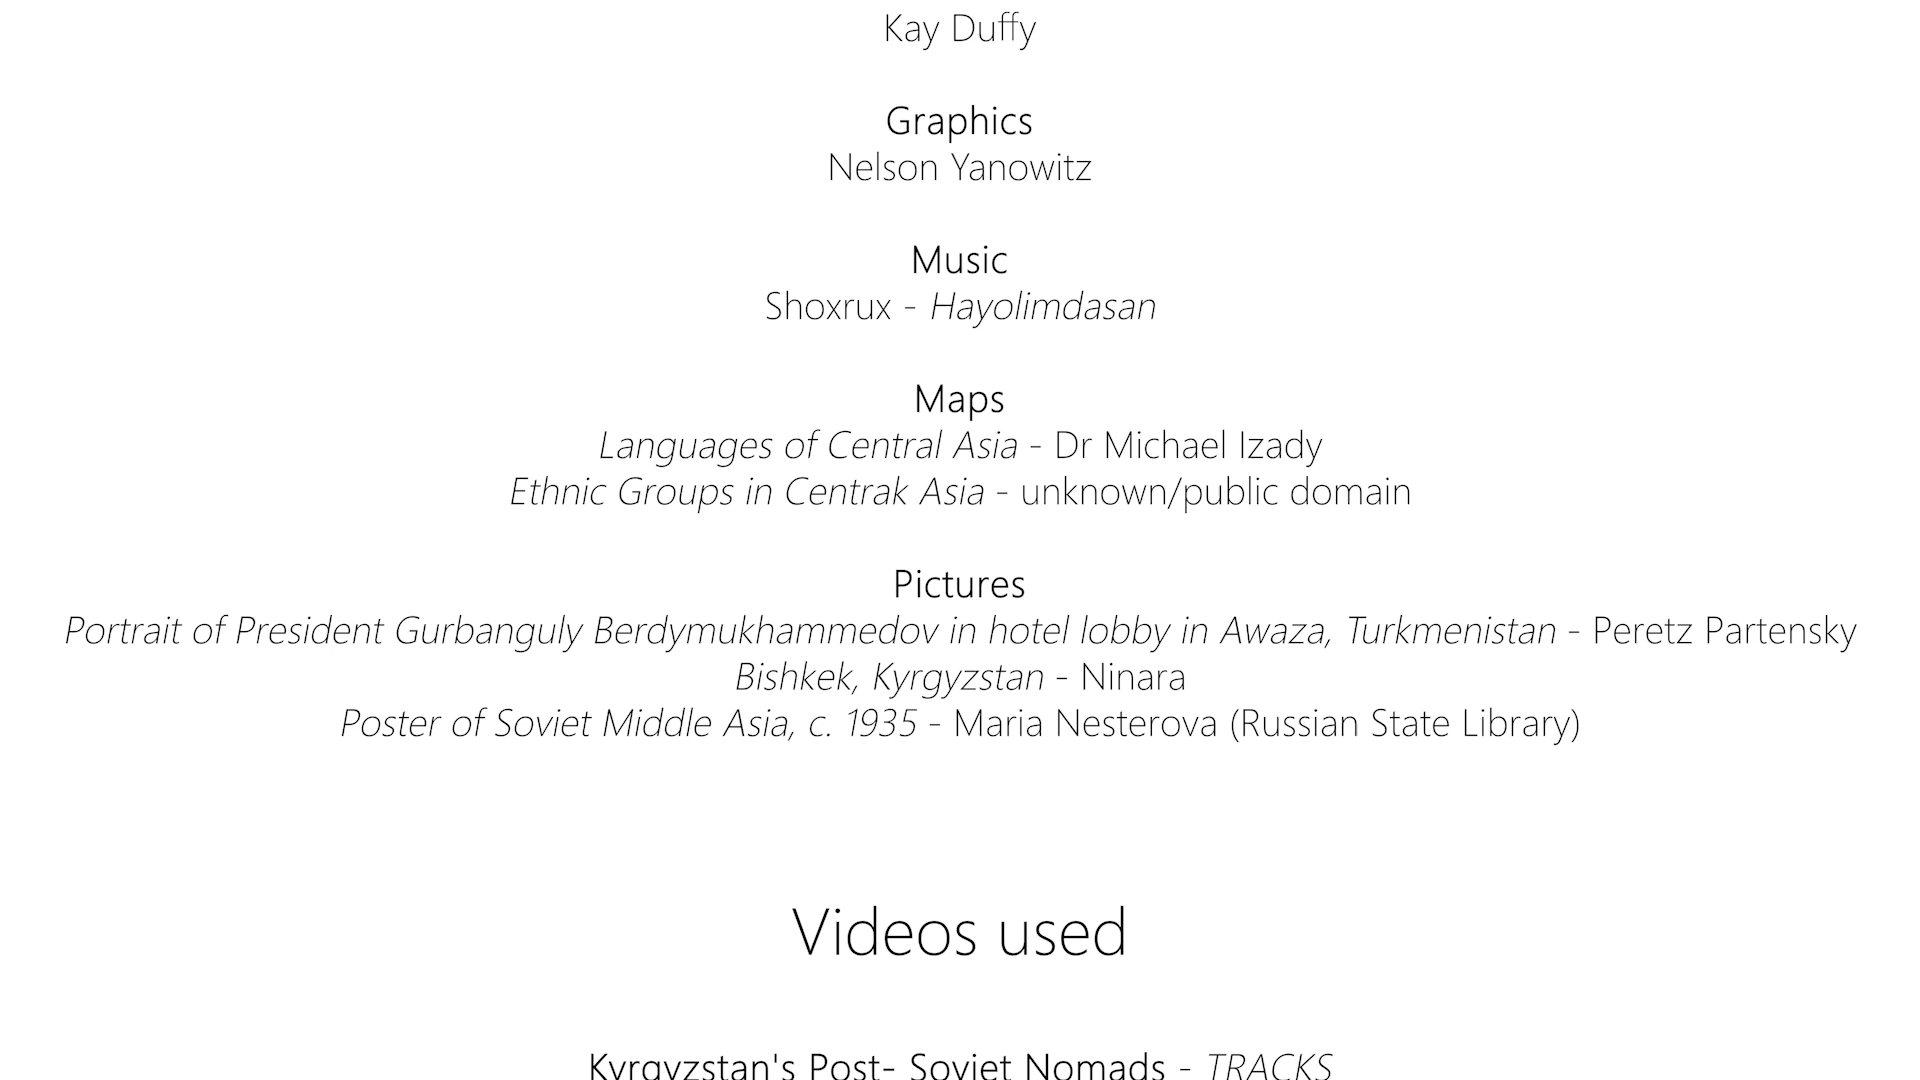 Kay Duffy
Graphics
Nelson Yanowitz
Music
Shoxrux - Hayolimdasan
Maps
Languages of Central Asia - Dr Michael Izady
Ethnic Groups in Centrak Asia - unknown/public domain
Pictures
Portrait of President Gurbanguly Berdymukhammedov in hotel lobby in Awaza, Turkmenistan - Peretz Partensky
Bishkek, Kyrgyzstan - Ninara
Poster of Soviet Middle Asia, c. 1935 - Maria Nesterova (Russian State Library)
Videos used
Kyrgyzstan's Post- Soviet Nomads - TRACKS